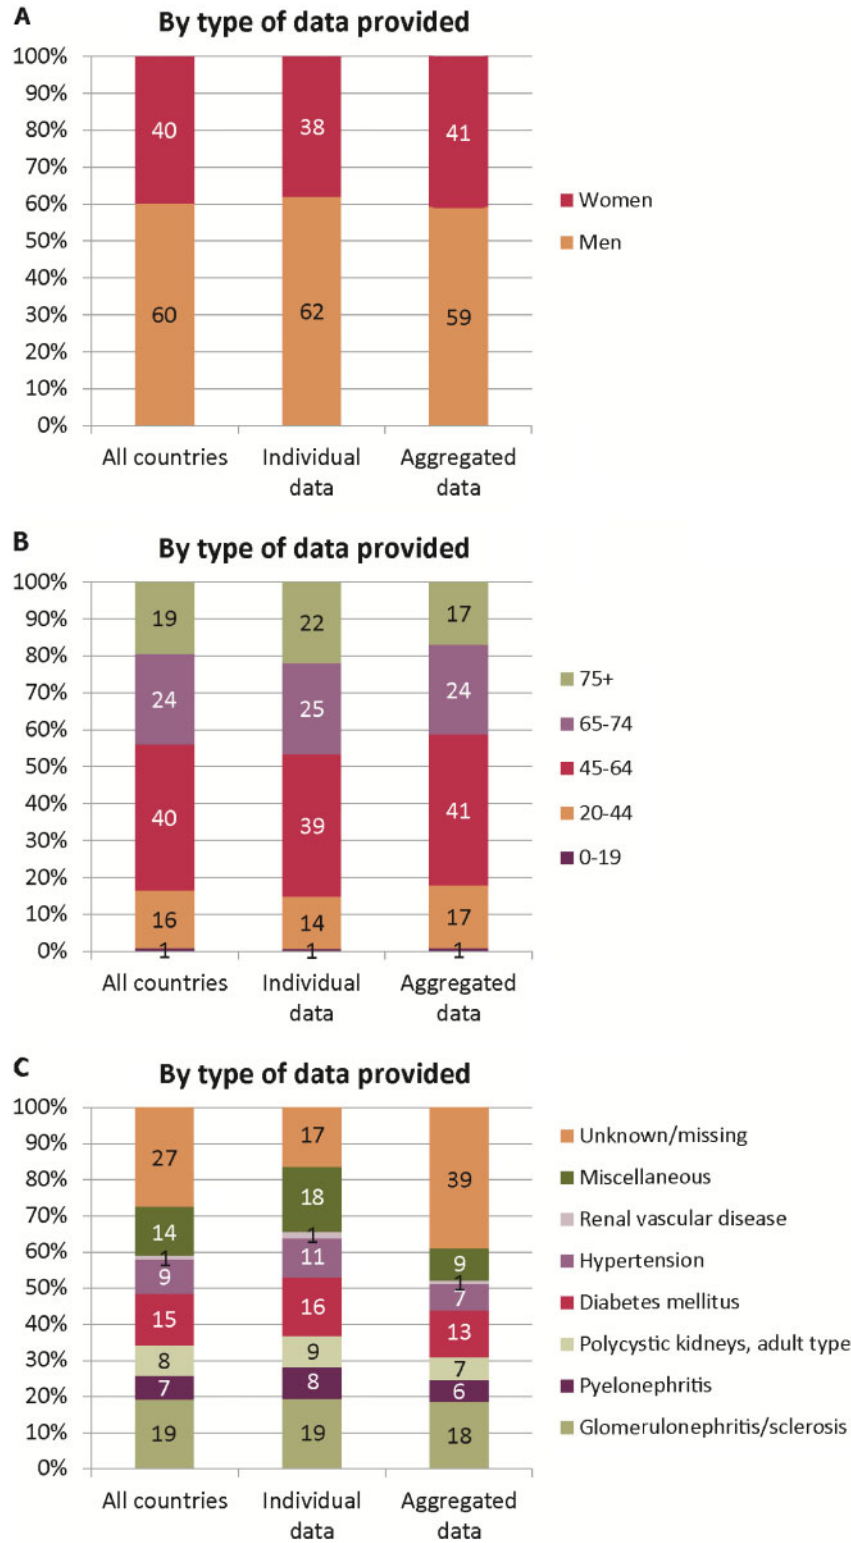 A
By type of data provided
100%
90%
80%
70%
60%
50%
40%
30%
20%
10%
0%
40
38
41
60
62
59
All countries
Individual
data
Aggregated
data
Women
Men
B
By type of data provided
100%
90%
80%
70%
60%
50%
40%
30%
20%
10%
0%
19
22
17
24
25
24
40
39
41
16
14
17
1
1
1
All countries
Individual
data
Aggregated
data
75+
65-74
45-64
20-44
0-19
C
By type of data provided
100%
90%
80%
70%
60%
50%
40%
30%
20%
10%
0%
27
17
39
14
18
9
1
1
1
9
11
7
15
16
13
8
9
7
7
8
6
19
19
18
All countries
Individual
data
Aggregated
data
Unknown/missing
Miscellaneous
Renal vascular disease
Hypertension
Diabetes mellitus
Polycystic kidneys, adult type
Pyelonephritis
Glomerulonephritis/sclerosis